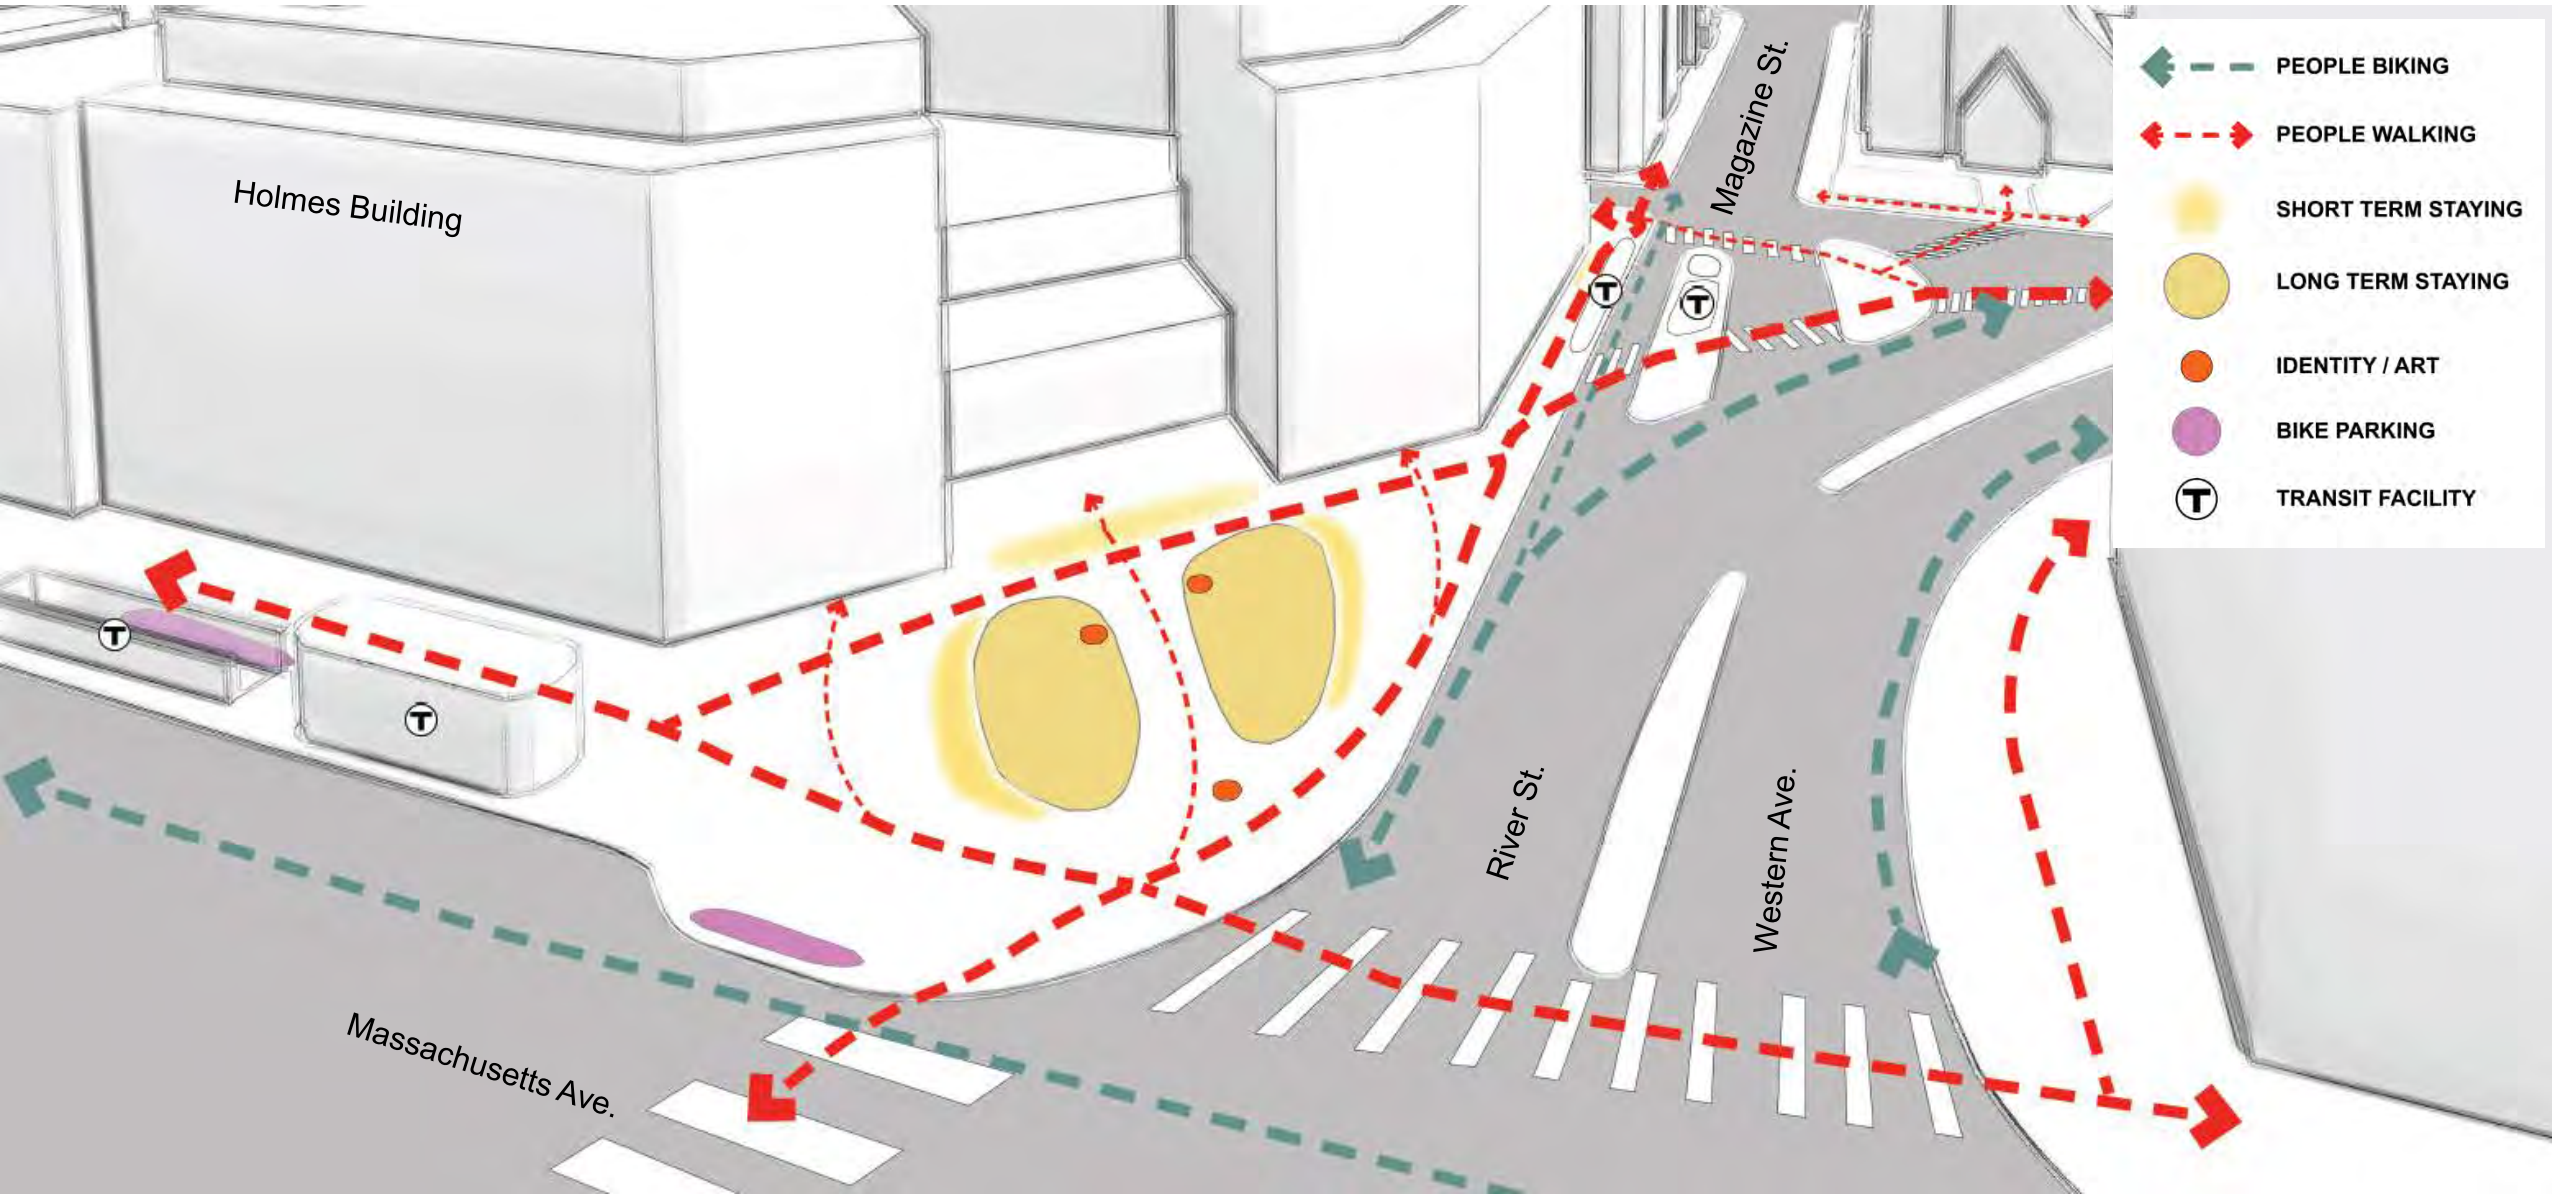 Holmes Building
Magazine St.
PEOPLE BIKING
PEOPLE WALKING
SHORT TERM STAYING
LONG TERM STAYING
IDENTITY / ART
BIKE PARKING
T TRANSIT FACILITY
T
T
T
T
River St.
Western Ave.
Massachusetts Ave.